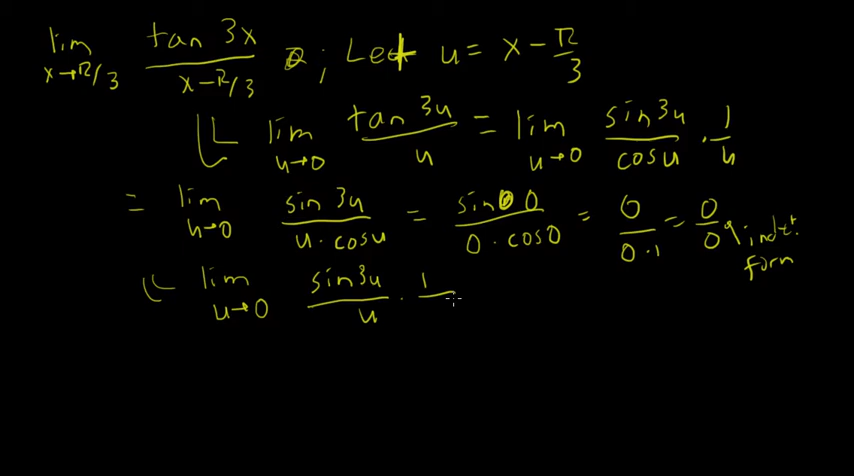 lim x→π/3 tan 3x / x-π/3 ; Let u = x - π/3
lim u→0 tan 3u / u = lim u→0 sin 3u / cos u · 1/u
= lim u→0 sin 3u / u · cos u = sin 0 / 0 · cos 0 = 0 / 0 · 1 = 0/0 indet. form
lim u→0 sin 3u / u · 1